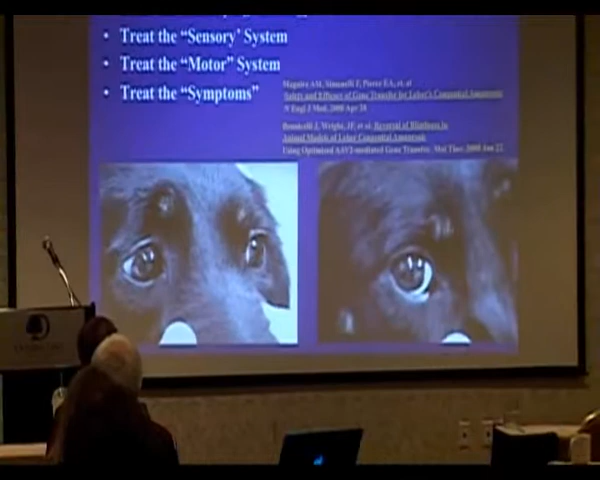 • Treat the "Sensory' System
• Treat the "Motor" System
• Treat the "Symptoms"
Maguire AM, Simonelli F, Pierce EA, et. al
Safety and Efficacy of Gene Transfer for Leber's Congenital Amaurosis
N Engl J Med. 2008 Apr 28
Bennicelli J, Wright, JF, et al. Reversal of Blindness in
Animal Models of Leber Congenital Amaurosis
Using Optimized AAV2-mediated Gene Transfer. Mol Ther. 2008 Jan 22